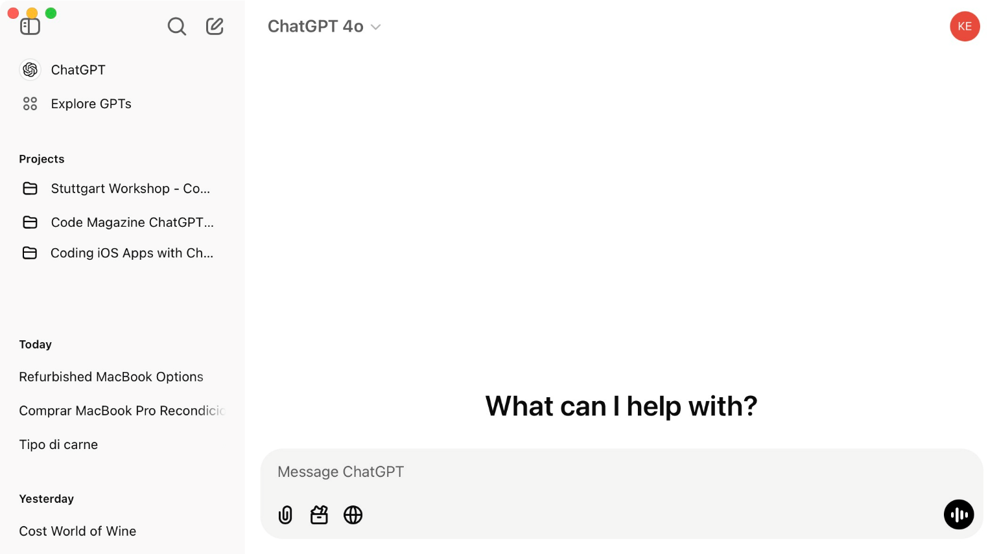 ChatGPT 4o
KE
ChatGPT
Explore GPTs
Projects
Stuttgart Workshop - Co...
Code Magazine ChatGPT...
Coding iOS Apps with Ch...
Today
Refurbished MacBook Options
Comprar MacBook Pro Recondicio
Tipo di carne
Yesterday
Cost World of Wine
What can I help with?
Message ChatGPT